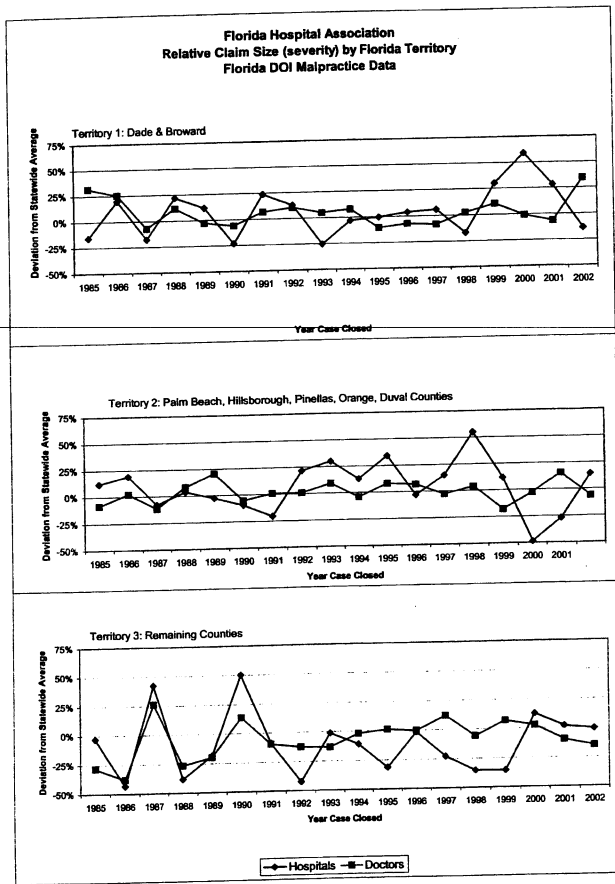 Florida Hospital Association
Relative Claim Size (severity) by Florida Territory
Florida DOI Malpractice Data
Territory 1: Dade & Broward
Deviation from Statewide Average
75%
50%
25%
0%
-25%
-50%
1985 1986 1987 1988 1989 1990 1991 1992 1993 1994 1995 1996 1997 1998 1999 2000 2001 2002
Year Case Closed
Territory 2: Palm Beach, Hillsborough, Pinellas, Orange, Duval Counties
Deviation from Statewide Average
75%
50%
25%
0%
-25%
-50%
1985 1986 1987 1988 1989 1990 1991 1992 1993 1994 1995 1996 1997 1998 1999 2000 2001
Year Case Closed
Territory 3: Remaining Counties
Deviation from Statewide Average
75%
50%
25%
0%
-25%
-50%
1985 1986 1987 1988 1989 1990 1991 1992 1993 1994 1995 1996 1997 1998 1999 2000 2001 2002
Year Case Closed
Hospitals Doctors